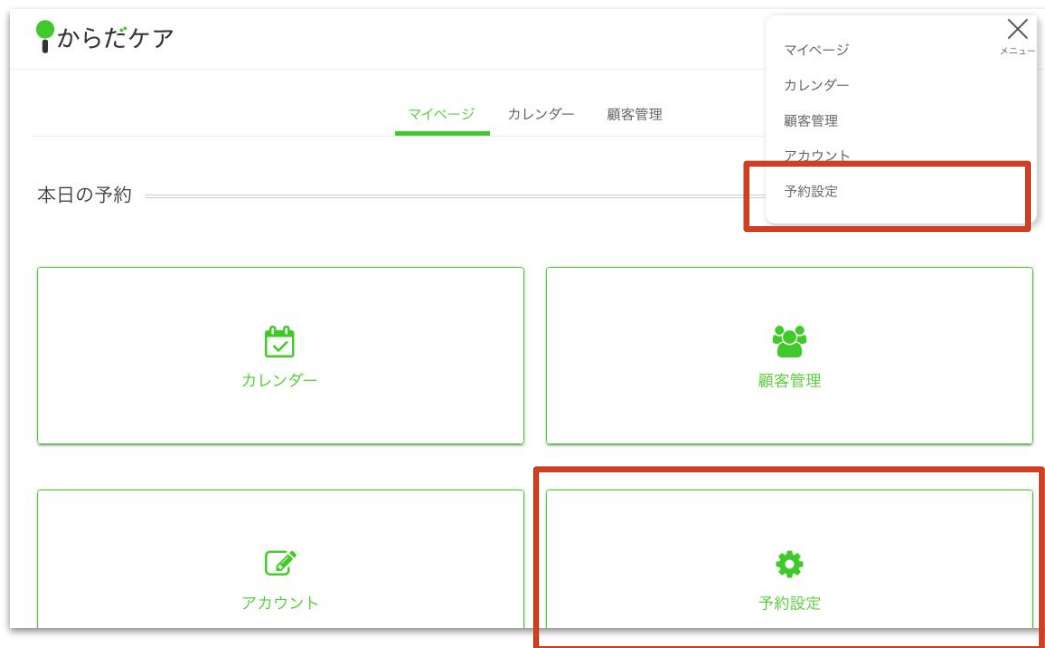 からだケア
メニュー
マイページ
カレンダー
顧客管理
アカウント
予約設定
マイページ カレンダー 顧客管理
本日の予約
カレンダー
顧客管理
アカウント
予約設定